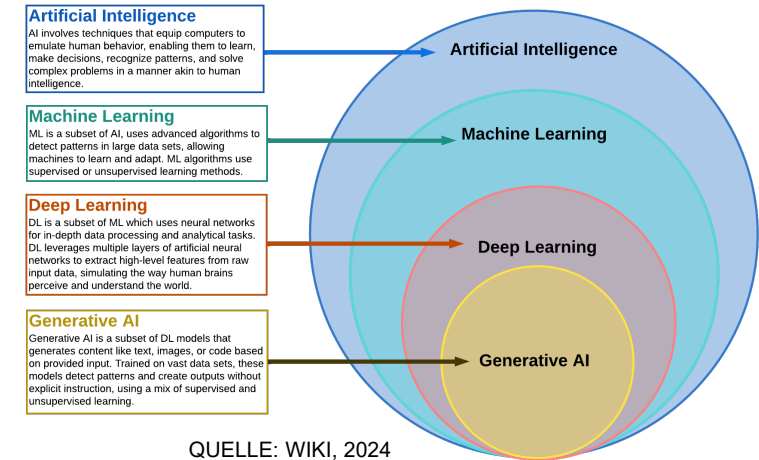 Artificial Intelligence
AI involves techniques that equip computers to
emulate human behavior, enabling them to learn,
make decisions, recognize patterns, and solve
complex problems in a manner akin to human
intelligence.
Machine Learning
ML is a subset of AI, uses advanced algorithms to
detect patterns in large data sets, allowing
machines to learn and adapt. ML algorithms use
supervised or unsupervised learning methods.
Deep Learning
DL is a subset of ML which uses neural networks
for in-depth data processing and analytical tasks.
DL leverages multiple layers of artificial neural
networks to extract high-level features from raw
input data, simulating the way human brains
perceive and understand the world.
Generative AI
Generative AI is a subset of DL models that
generates content like text, images, or code based
on provided input. Trained on vast data sets, these
models detect patterns and create outputs without
explicit instruction, using a mix of supervised and
unsupervised learning.
Artificial Intelligence
Machine Learning
Deep Learning
Generative AI
QUELLE: WIKI, 2024